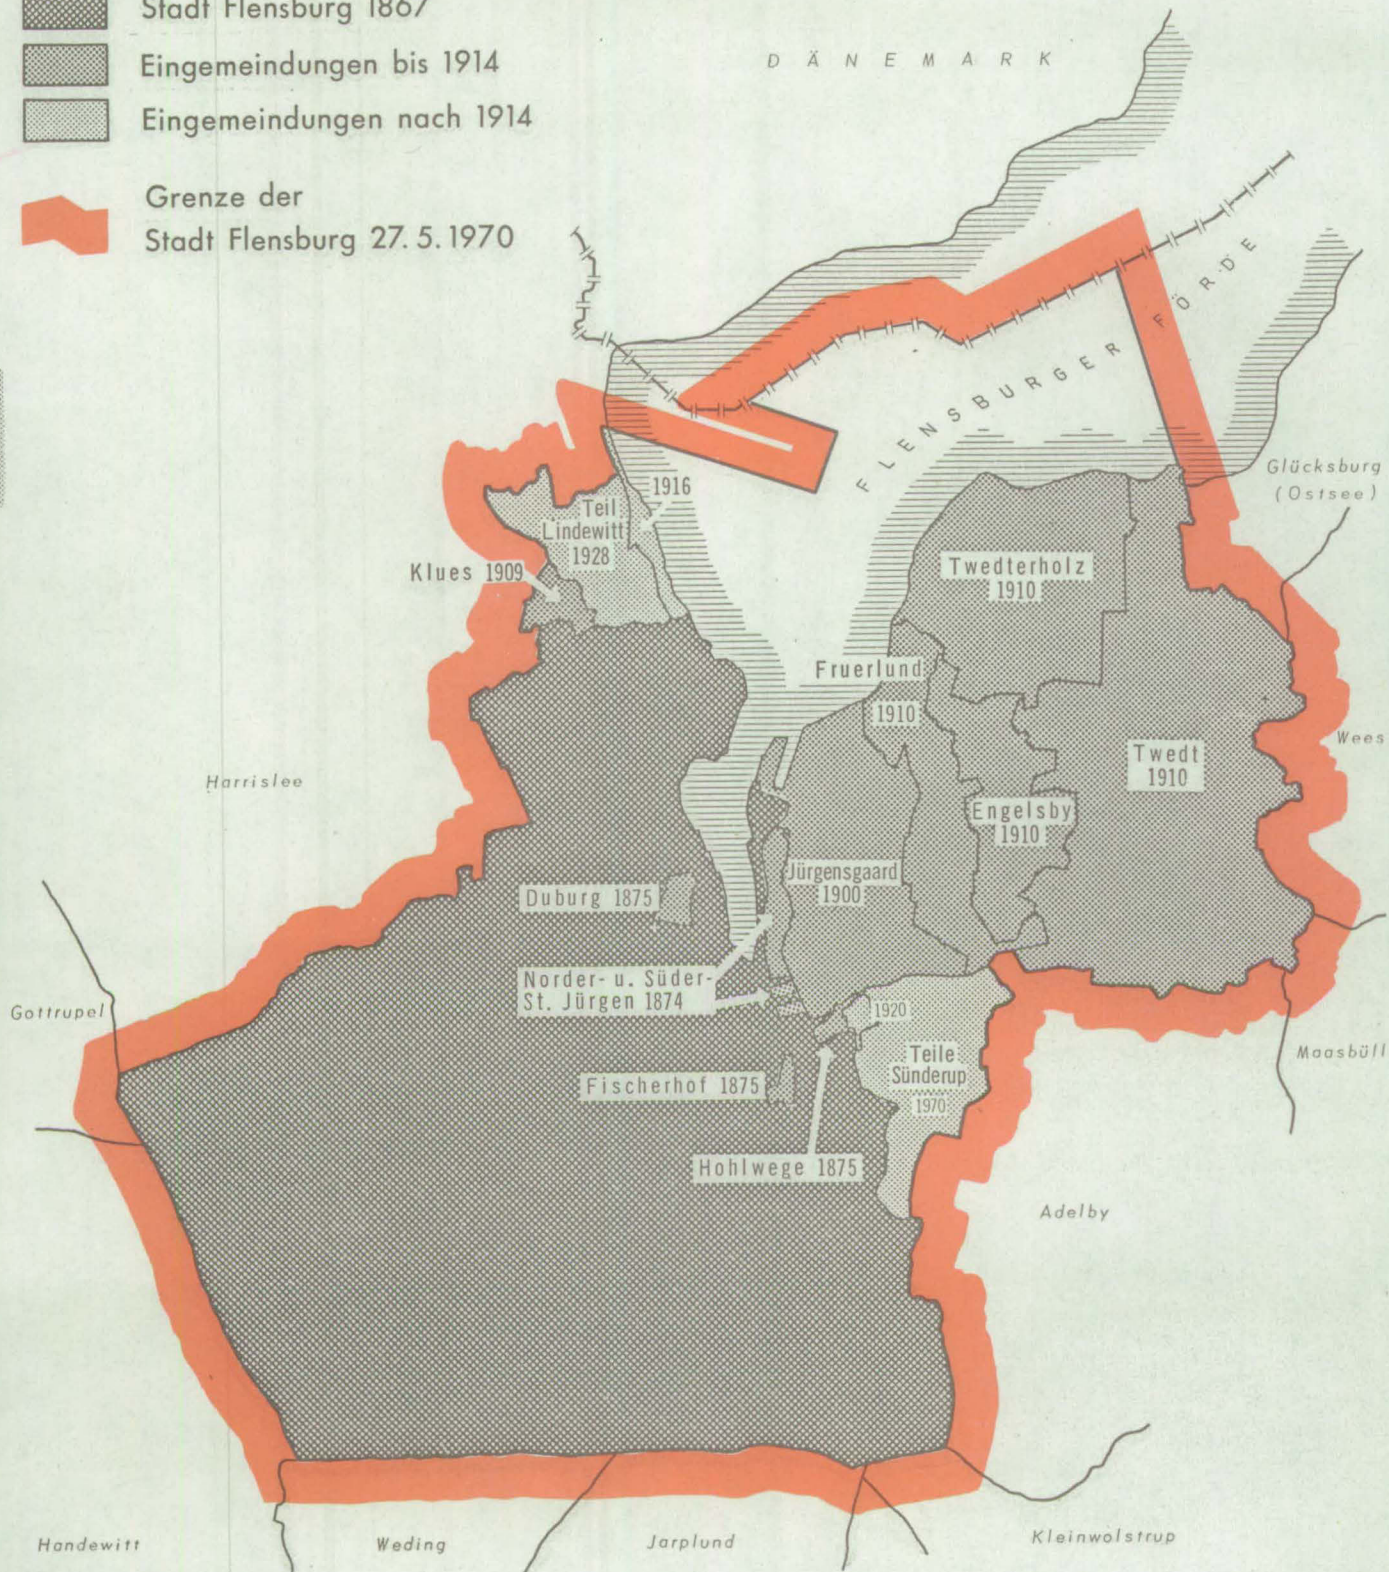 Stadt Flensburg 1867
Eingemeindungen bis 1914
Eingemeindungen nach 1914
Grenze der
Stadt Flensburg 27. 5. 1970
DÄNEMARK
FLENSBURGER FÖRDE
Glücksburg
(Ostsee)
1916
Teil
Lindewitt
1928
Klues 1909
Twedterholz
1910
Fruerlund
1910
Twedt
1910
Wees
Harrislee
Engelsby
1910
Jürgensgaard
1900
Duburg 1875
Norder- u. Süder-
St. Jürgen 1874
Gottrupel
1920
Teile
Sünderup
1970
Maasbüll
Fischerhof 1875
Hohlwege 1875
Adelby
Handewitt
Weding
Jarplund
Kleinwolstrup